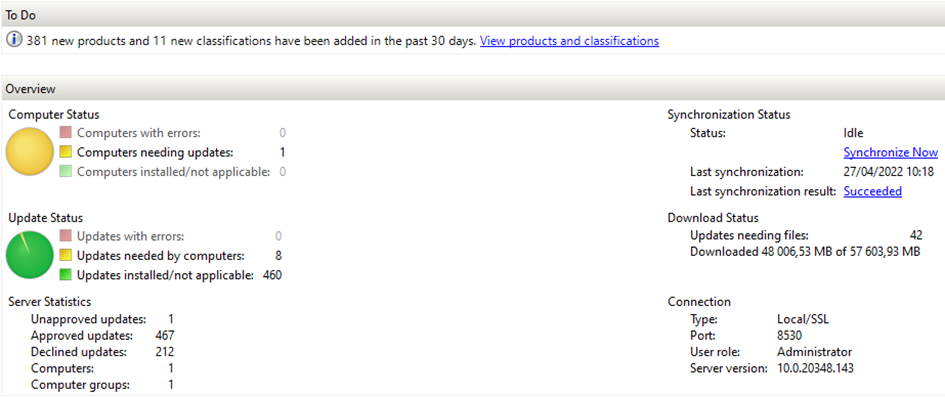 To Do
381 new products and 11 new classifications have been added in the past 30 days. View products and classifications
Overview
Computer Status
Computers with errors: 0
Computers needing updates: 1
Computers installed/not applicable: 0
Update Status
Updates with errors: 0
Updates needed by computers: 8
Updates installed/not applicable: 460
Server Statistics
Unapproved updates: 1
Approved updates: 467
Declined updates: 212
Computers: 1
Computer groups: 1
Synchronization Status
Status: Idle
Synchronize Now
Last synchronization: 27/04/2022 10:18
Last synchronization result: Succeeded
Download Status
Updates needing files: 42
Downloaded 48 006,53 MB of 57 603,93 MB
Connection
Type: Local/SSL
Port: 8530
User role: Administrator
Server version: 10.0.20348.143